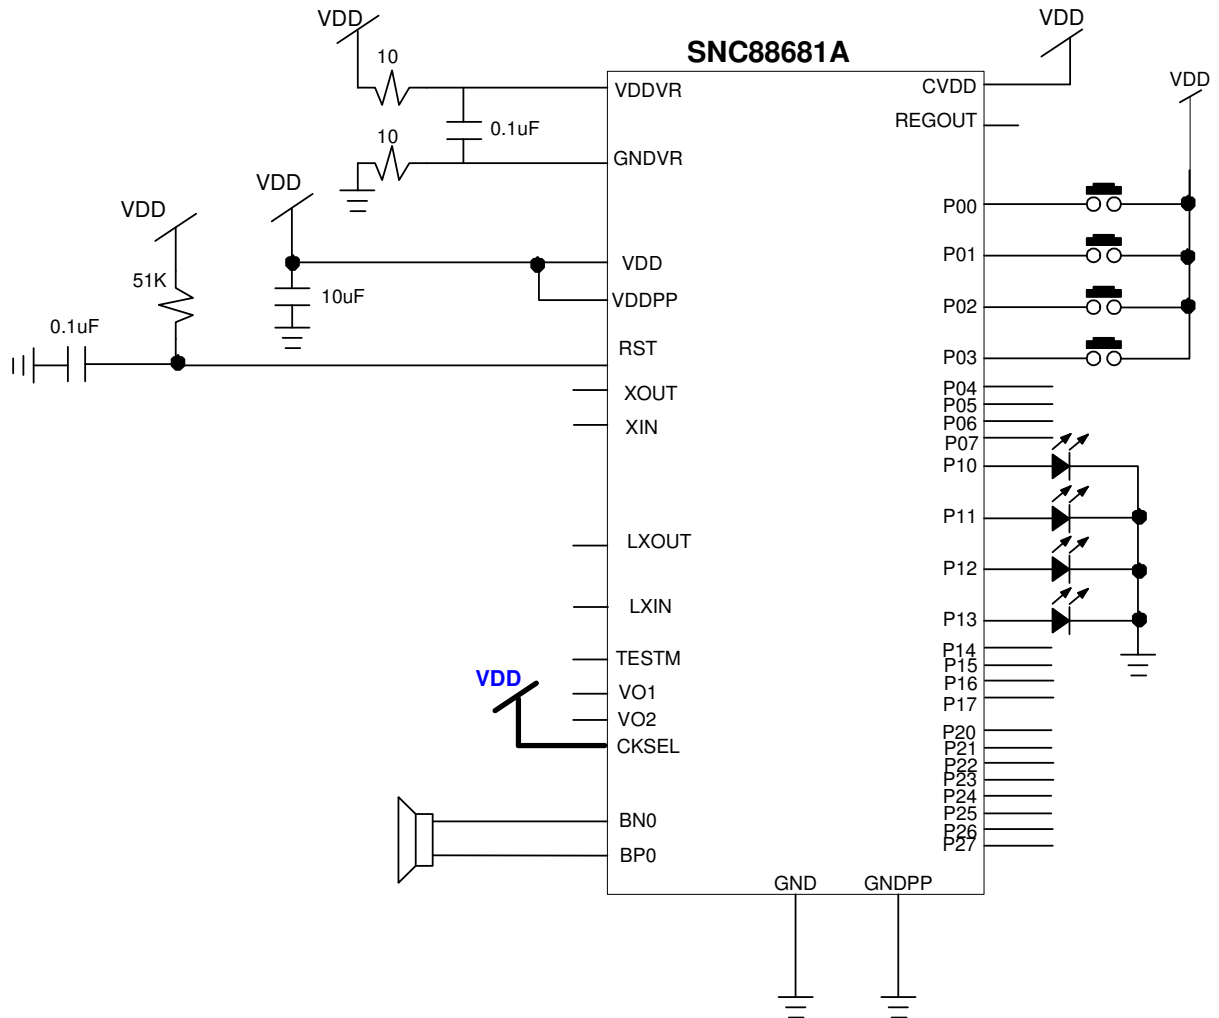 VDD
VDD
SNC88681A
10
VDDVR
CVDD
VDD
REGOUT
0.1uF
10
GNDVR
VDD
P00
VDD
P01
VDD
51K
10uF
VDDPP
P02
0.1uF
RST
P03
XOUT
P04
P05
XIN
P06
P07
P10
P11
LXOUT
P12
LXIN
P13
TESTM
P14
P15
VDD
P16
VO1
P17
VO2
P20
CKSEL
P21
P22
P23
P24
BN0
P25
P26
P27
BP0
GND
GNDPP